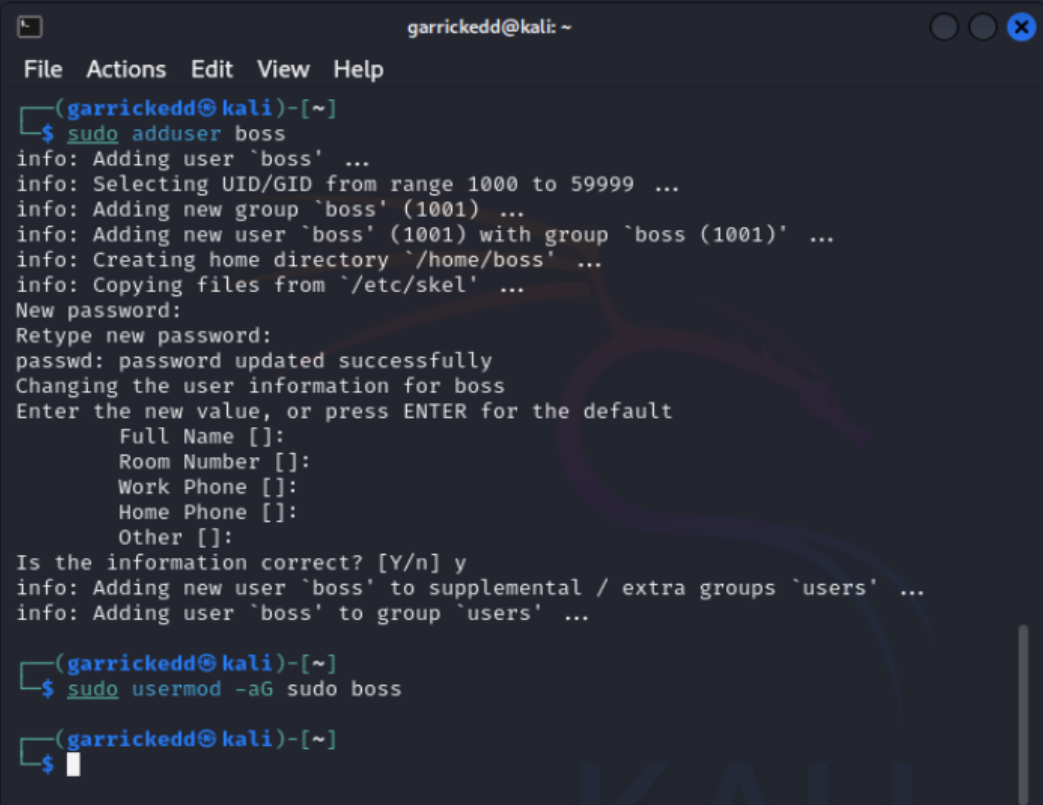 garrickedd@kali: ~
File Actions Edit View Help
┌──(garrickedd㉿kali)-[~]
└─$ sudo adduser boss
info: Adding user `boss' ...
info: Selecting UID/GID from range 1000 to 59999 ...
info: Adding new group `boss' (1001) ...
info: Adding new user `boss' (1001) with group `boss (1001)' ...
info: Creating home directory `/home/boss' ...
info: Copying files from `/etc/skel' ...
New password:
Retype new password:
passwd: password updated successfully
Changing the user information for boss
Enter the new value, or press ENTER for the default
Full Name []:
Room Number []:
Work Phone []:
Home Phone []:
Other []:
Is the information correct? [Y/n] y
info: Adding new user `boss' to supplemental / extra groups `users' ...
info: Adding user `boss' to group `users' ...
┌──(garrickedd㉿kali)-[~]
└─$ sudo usermod -aG sudo boss
┌──(garrickedd㉿kali)-[~]
└─$
KALI